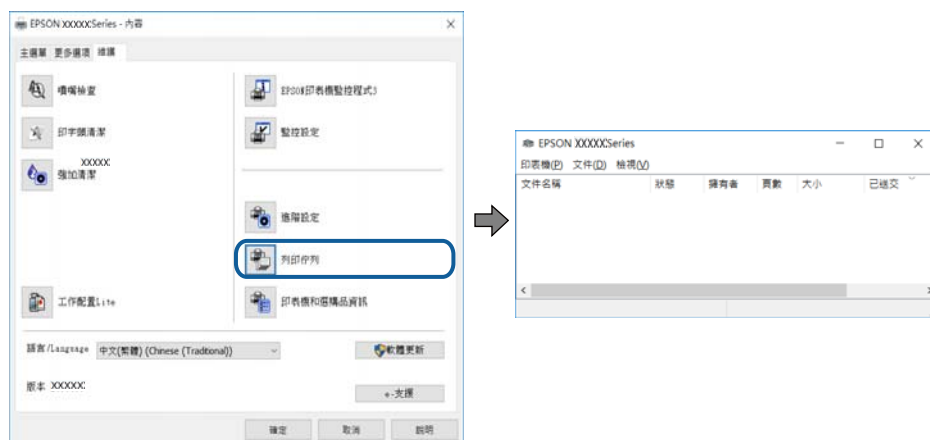 EPSON XXXXX Series - 內容
主選單 更多選項 維護
噴嘴檢查
EPSON印表機監控程式3
印字頭清潔
監控設定
XXXXX
強加清潔
進階設定
列印佇列
工作配置Lite
印表機和選購品資訊
語言/Language 中文(繁體) (Chinese (Traditional))
軟體更新
版本 XXXXX
e-支援
確定 取消 說明
EPSON XXXXX Series
印表機(P) 文件(D) 檢視(V)
文件名稱 狀態 擁有者 頁數 大小 已送交